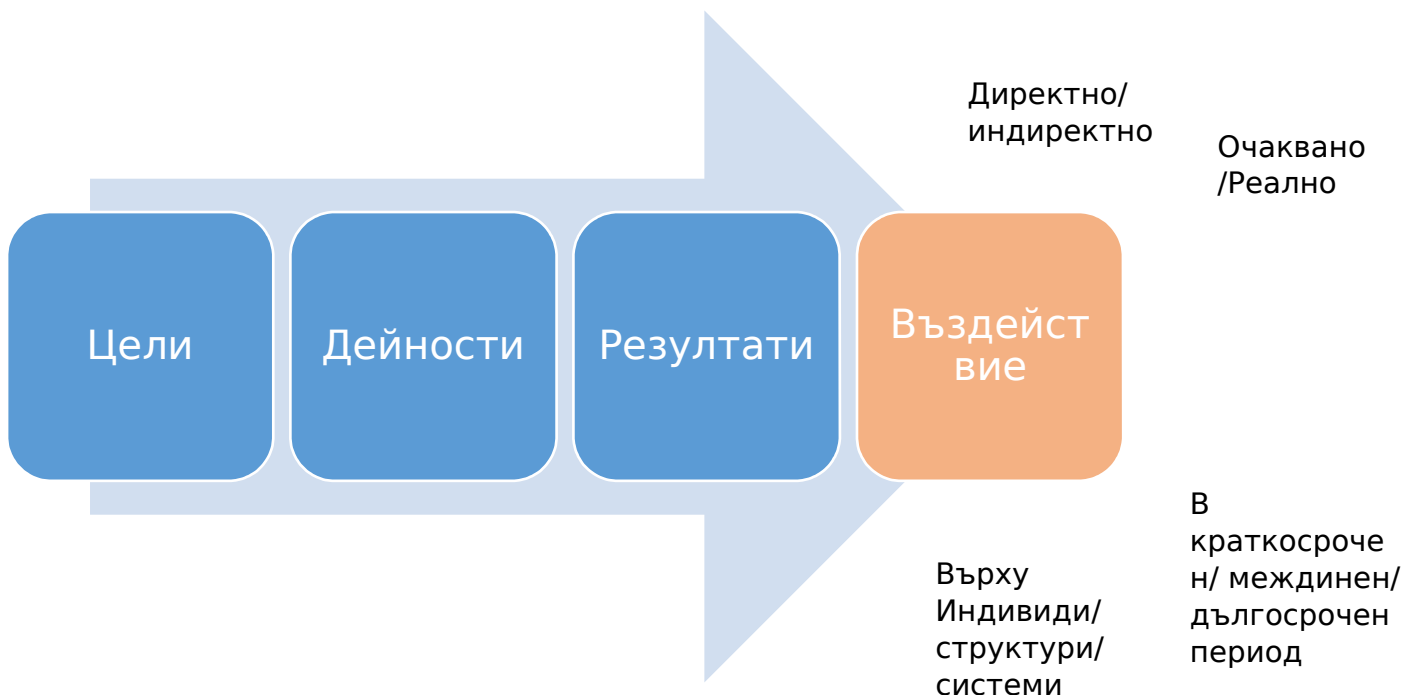 Директно/
индиректно
Очаквано
/Реално
Цели
Дейности
Резултати
Въздейст
вие
В
краткосроче
н/ междинен/
дългосрочен
период
Върху
Индивиди/
структури/
системи